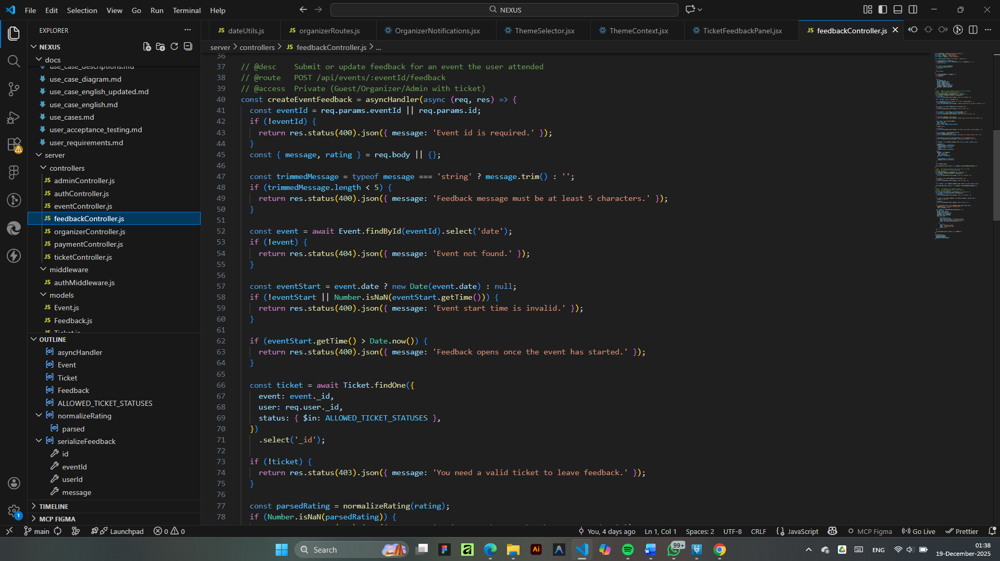 File Edit Selection View Go Run Terminal Help
NEXUS
EXPLORER
NEXUS
docs
use_case_descriptions.md
use_case_diagram.md
use_case_english_updated.md
use_case_english.md
use_cases.md
user_acceptance_testing.md
user_requirements.md
server
controllers
JS adminController.js
JS authController.js
JS eventController.js
JS feedbackController.js
JS organizerController.js
JS paymentController.js
JS ticketController.js
middleware
JS authMiddleware.js
models
JS Event.js
JS Feedback.js
JS Ticket.js
OUTLINE
asyncHandler
Event
Ticket
Feedback
ALLOWED_TICKET_STATUSES
normalizeRating
parsed
serializeFeedback
id
eventId
userId
message
TIMELINE
MCP FIGMA
JS dateUtils.js JS organizerRoutes.js OrganizerNotifications.jsx ThemeSelector.jsx ThemeContext.jsx TicketFeedbackPanel.jsx JS feedbackController.js
server > controllers > JS feedbackController.js > ...
36
37 // @desc    Submit or update feedback for an event the user attended
38 // @route   POST /api/events/:eventId/feedback
39 // @access  Private (Guest/Organizer/Admin with ticket)
40 const createEventFeedback = asyncHandler(async (req, res) => {
41   const eventId = req.params.eventId || req.params.id;
42   if (!eventId) {
43     return res.status(400).json({ message: 'Event id is required.' });
44   }
45   const { message, rating } = req.body || {};
46
47   const trimmedMessage = typeof message === 'string' ? message.trim() : '';
48   if (trimmedMessage.length < 5) {
49     return res.status(400).json({ message: 'Feedback message must be at least 5 characters.' });
50   }
51
52   const event = await Event.findById(eventId).select('date');
53   if (!event) {
54     return res.status(404).json({ message: 'Event not found.' });
55   }
56
57   const eventStart = event.date ? new Date(event.date) : null;
58   if (!eventStart || Number.isNaN(eventStart.getTime())) {
59     return res.status(400).json({ message: 'Event start time is invalid.' });
60   }
61
62   if (eventStart.getTime() > Date.now()) {
63     return res.status(400).json({ message: 'Feedback opens once the event has started.' });
64   }
65
66   const ticket = await Ticket.findOne({
67     event: event._id,
68     user: req.user._id,
69     status: { $in: ALLOWED_TICKET_STATUSES },
70   })
71     .select('_id');
72
73   if (!ticket) {
74     return res.status(403).json({ message: 'You need a valid ticket to leave feedback.' });
75   }
76
77   const parsedRating = normalizeRating(rating);
78   if (Number.isNaN(parsedRating)) {
main Launchpad 0 0 You, 4 days ago Ln 1, Col 1 Spaces: 2 UTF-8 CRLF {} JavaScript MCP Figma Go Live Prettier
1
Search Ai 99+ ENG 01:38
19-December-2025